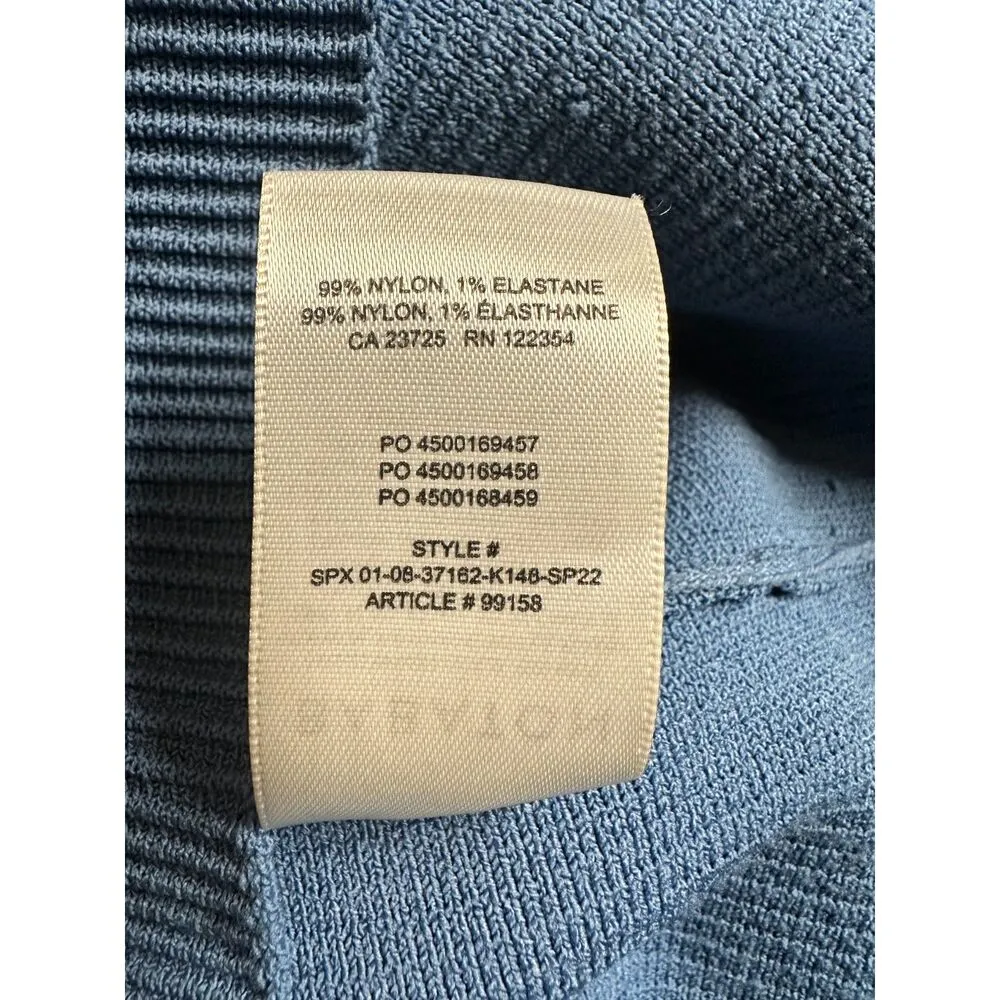 99% NYLON, 1% ELASTANE
99% NYLON, 1% ÉLASTHANNE
CA 23725 RN 122354
PO 4500169457
PO 4500169458
PO 4500168459
STYLE #
SPX 01-08-37162-K148-SP22
ARTICLE # 99158